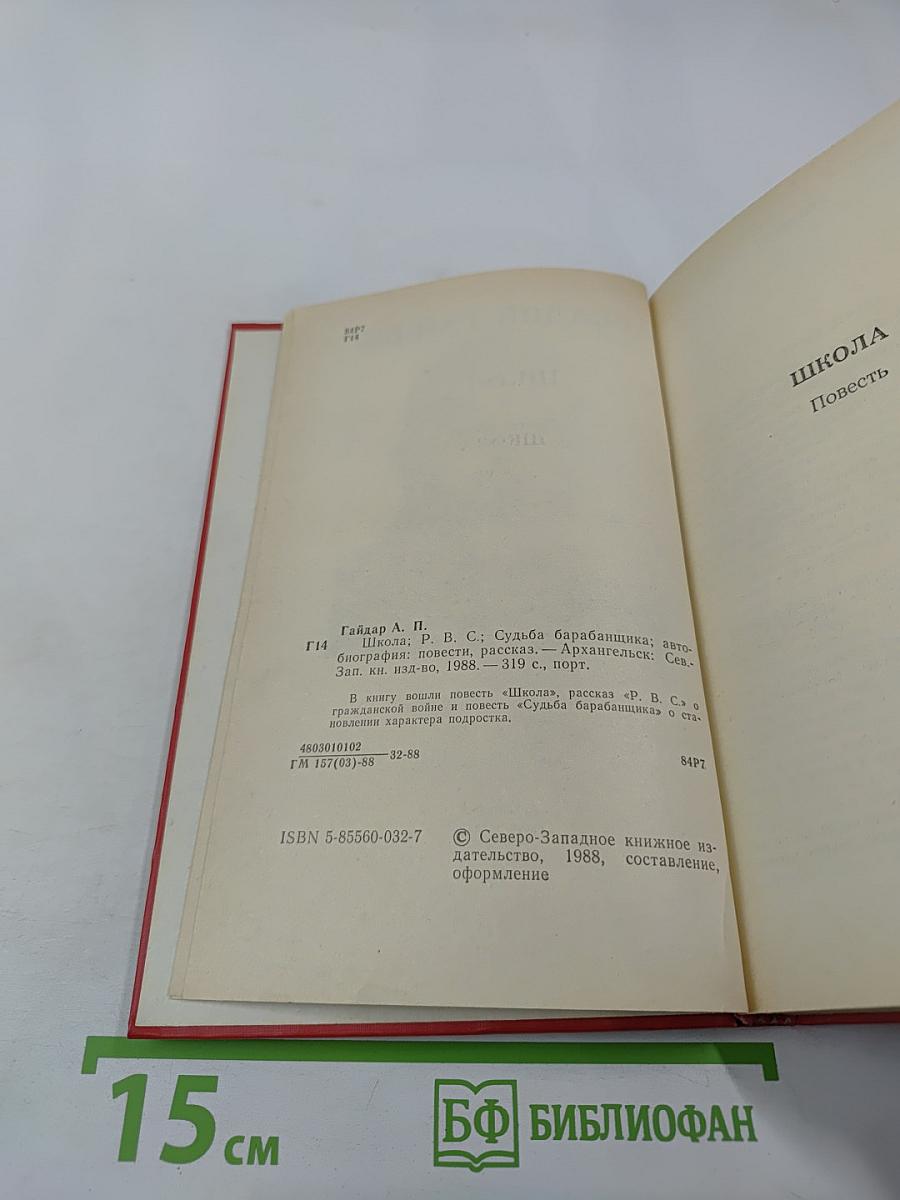 84Р7
Г14
Гайдар А. П.
Г14
Школа; Р. В. С.; Судьба барабанщика; авто-
биография: повести, рассказ. — Архангельск: Сев.-
Зап. кн. изд-во, 1988. — 319 с., порт.
В книгу вошли повесть «Школа», рассказ «Р. В. С.» о
гражданской войне и повесть «Судьба барабанщика» о ста-
новлении характера подростка.
4803010102
ГМ 157(03)-88
-32-88
84Р7
ISBN 5-85560-032-7
© Северо-Западное книжное из-
дательство, 1988, составление,
оформление
ШКОЛА
Повесть
15 см
БФ БИБЛИОФАН